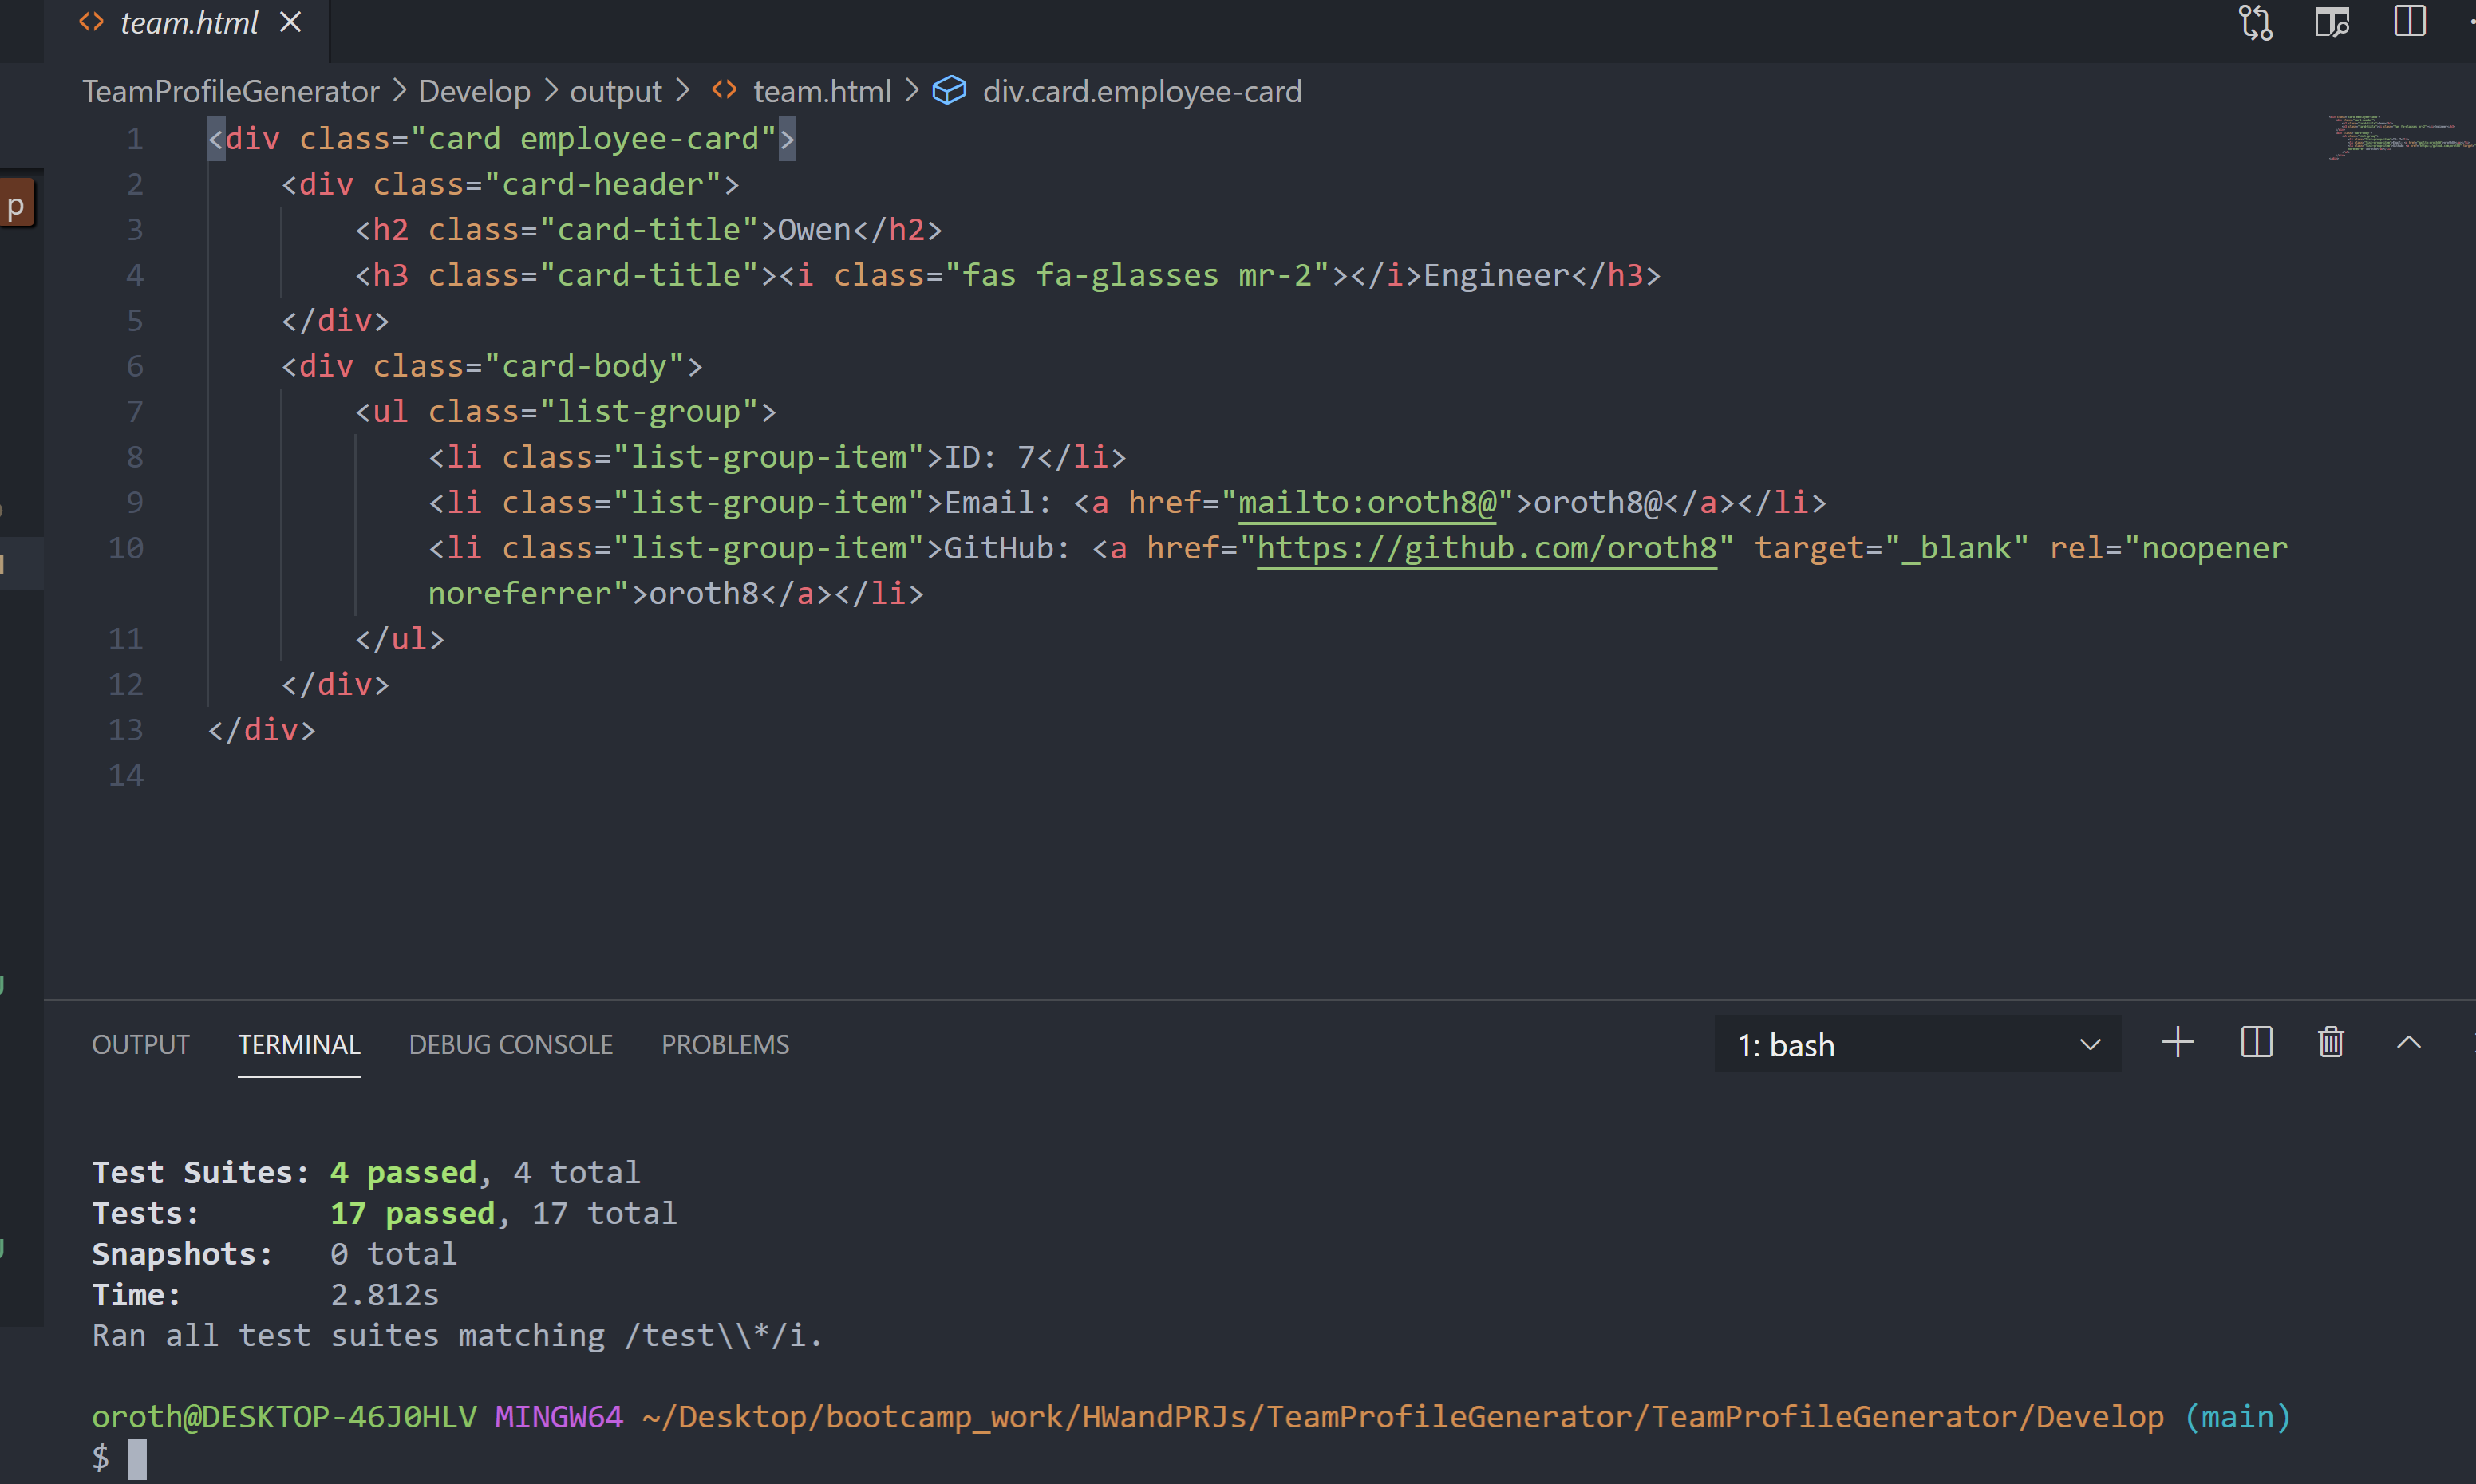 team.html
TeamProfileGenerator > Develop > output > team.html > div.card.employee-card
1 <div class="card employee-card">
2 <div class="card-header">
3 <h2 class="card-title">Owen</h2>
4 <h3 class="card-title"><i class="fas fa-glasses mr-2"></i>Engineer</h3>
5 </div>
6 <div class="card-body">
7 <ul class="list-group">
8 <li class="list-group-item">ID: 7</li>
9 <li class="list-group-item">Email: <a href="mailto:oroth8@">oroth8@</a></li>
10 <li class="list-group-item">GitHub: <a href="https://github.com/oroth8" target="_blank" rel="noopener
noreferrer">oroth8</a></li>
11 </ul>
12 </div>
13 </div>
14
p
OUTPUT TERMINAL DEBUG CONSOLE PROBLEMS 1: bash
Test Suites: 4 passed, 4 total
Tests: 17 passed, 17 total
Snapshots: 0 total
Time: 2.812s
Ran all test suites matching /test\\*/i.
oroth@DESKTOP-46J0HLV MINGW64 ~/Desktop/bootcamp_work/HWandPRJs/TeamProfileGenerator/TeamProfileGenerator/Develop (main)
$